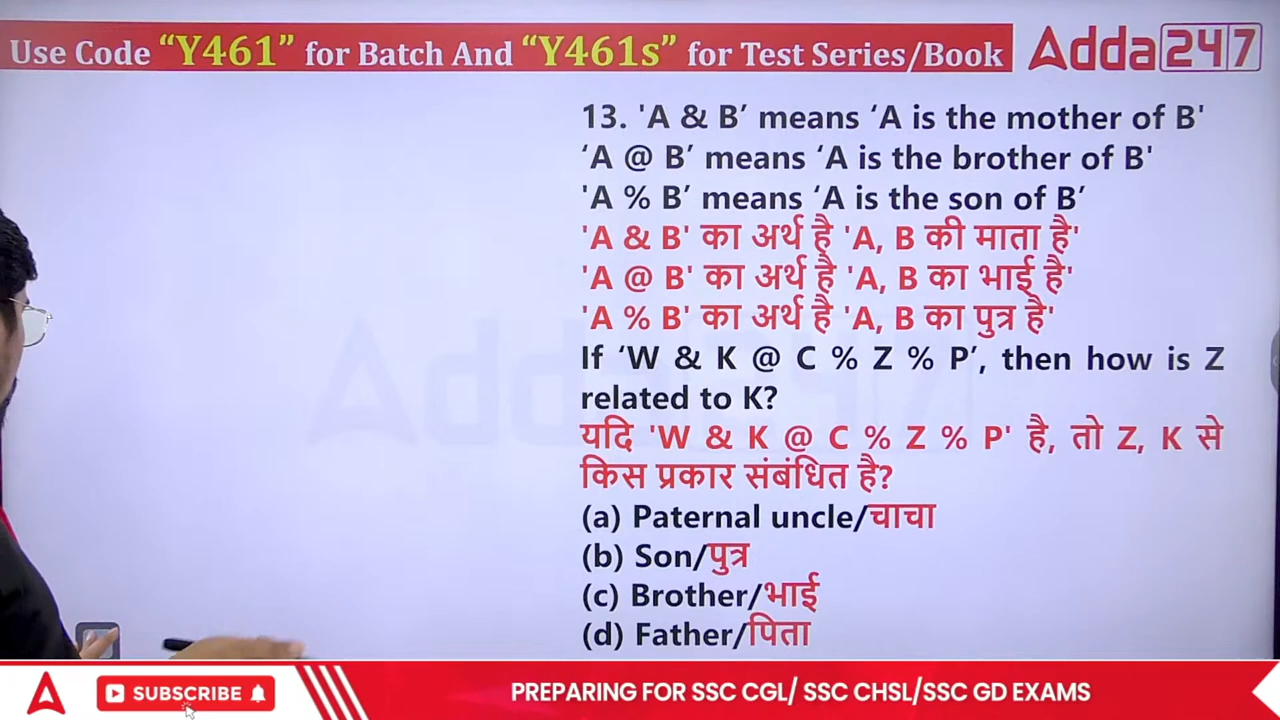 Use Code “Y461” for Batch And “Y461s” for Test Series/Book
Adda247
13. 'A & B’ means ‘A is the mother of B'
‘A @ B’ means ‘A is the brother of B'
'A % B’ means ‘A is the son of B’
'A & B' का अर्थ है 'A, B की माता है'
'A @ B' का अर्थ है 'A, B का भाई है'
'A % B' का अर्थ है 'A, B का पुत्र है'
If ‘W & K @ C % Z % P’, then how is Z
related to K?
यदि 'W & K @ C % Z % P' है, तो Z, K से
किस प्रकार संबंधित है?
(a) Paternal uncle/चाचा
(b) Son/पुत्र
(c) Brother/भाई
(d) Father/पिता
SUBSCRIBE
PREPARING FOR SSC CGL/ SSC CHSL/SSC GD EXAMS